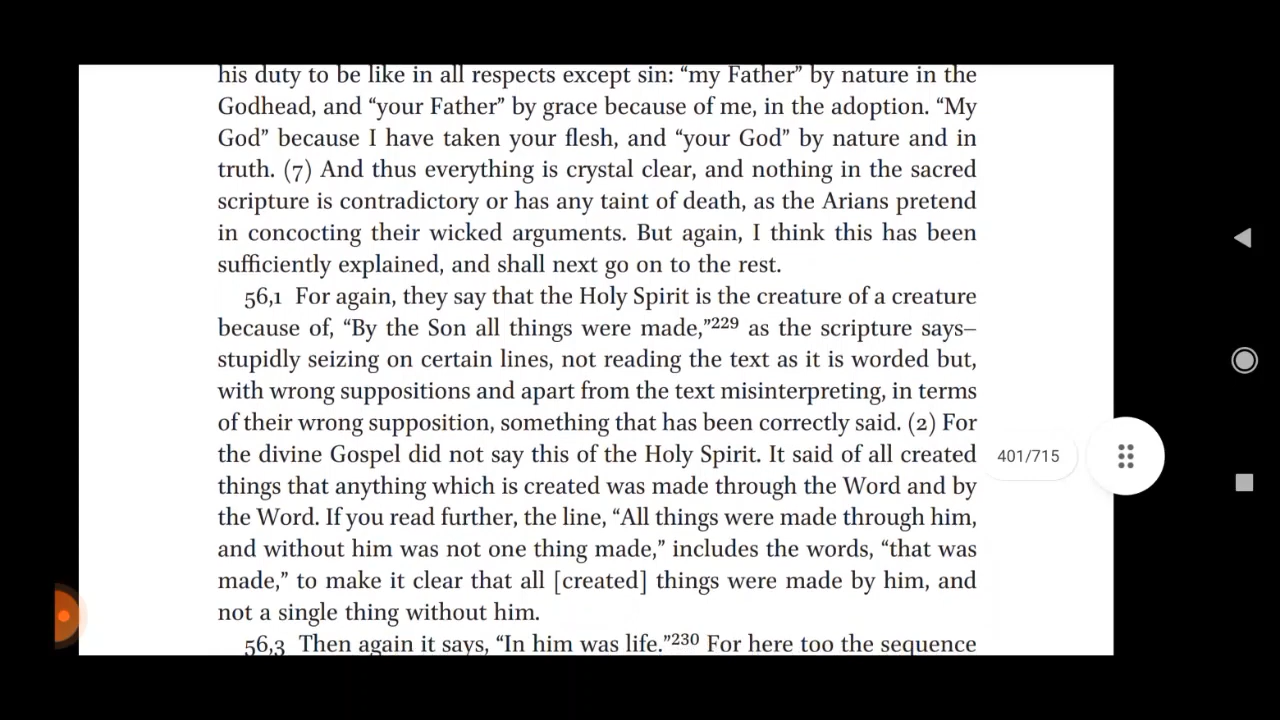 his duty to be like in all respects except sin: “my Father” by nature in the
Godhead, and “your Father” by grace because of me, in the adoption. “My
God” because I have taken your flesh, and “your God” by nature and in
truth. (7) And thus everything is crystal clear, and nothing in the sacred
scripture is contradictory or has any taint of death, as the Arians pretend
in concocting their wicked arguments. But again, I think this has been
sufficiently explained, and shall next go on to the rest.
56,1 For again, they say that the Holy Spirit is the creature of a creature
because of, “By the Son all things were made,”229 as the scripture says–
stupidly seizing on certain lines, not reading the text as it is worded but,
with wrong suppositions and apart from the text misinterpreting, in terms
of their wrong supposition, something that has been correctly said. (2) For
the divine Gospel did not say this of the Holy Spirit. It said of all created
things that anything which is created was made through the Word and by
the Word. If you read further, the line, “All things were made through him,
and without him was not one thing made,” includes the words, “that was
made,” to make it clear that all [created] things were made by him, and
not a single thing without him.
56,3 Then again it says, “In him was life.”230 For here too the sequence
401/715